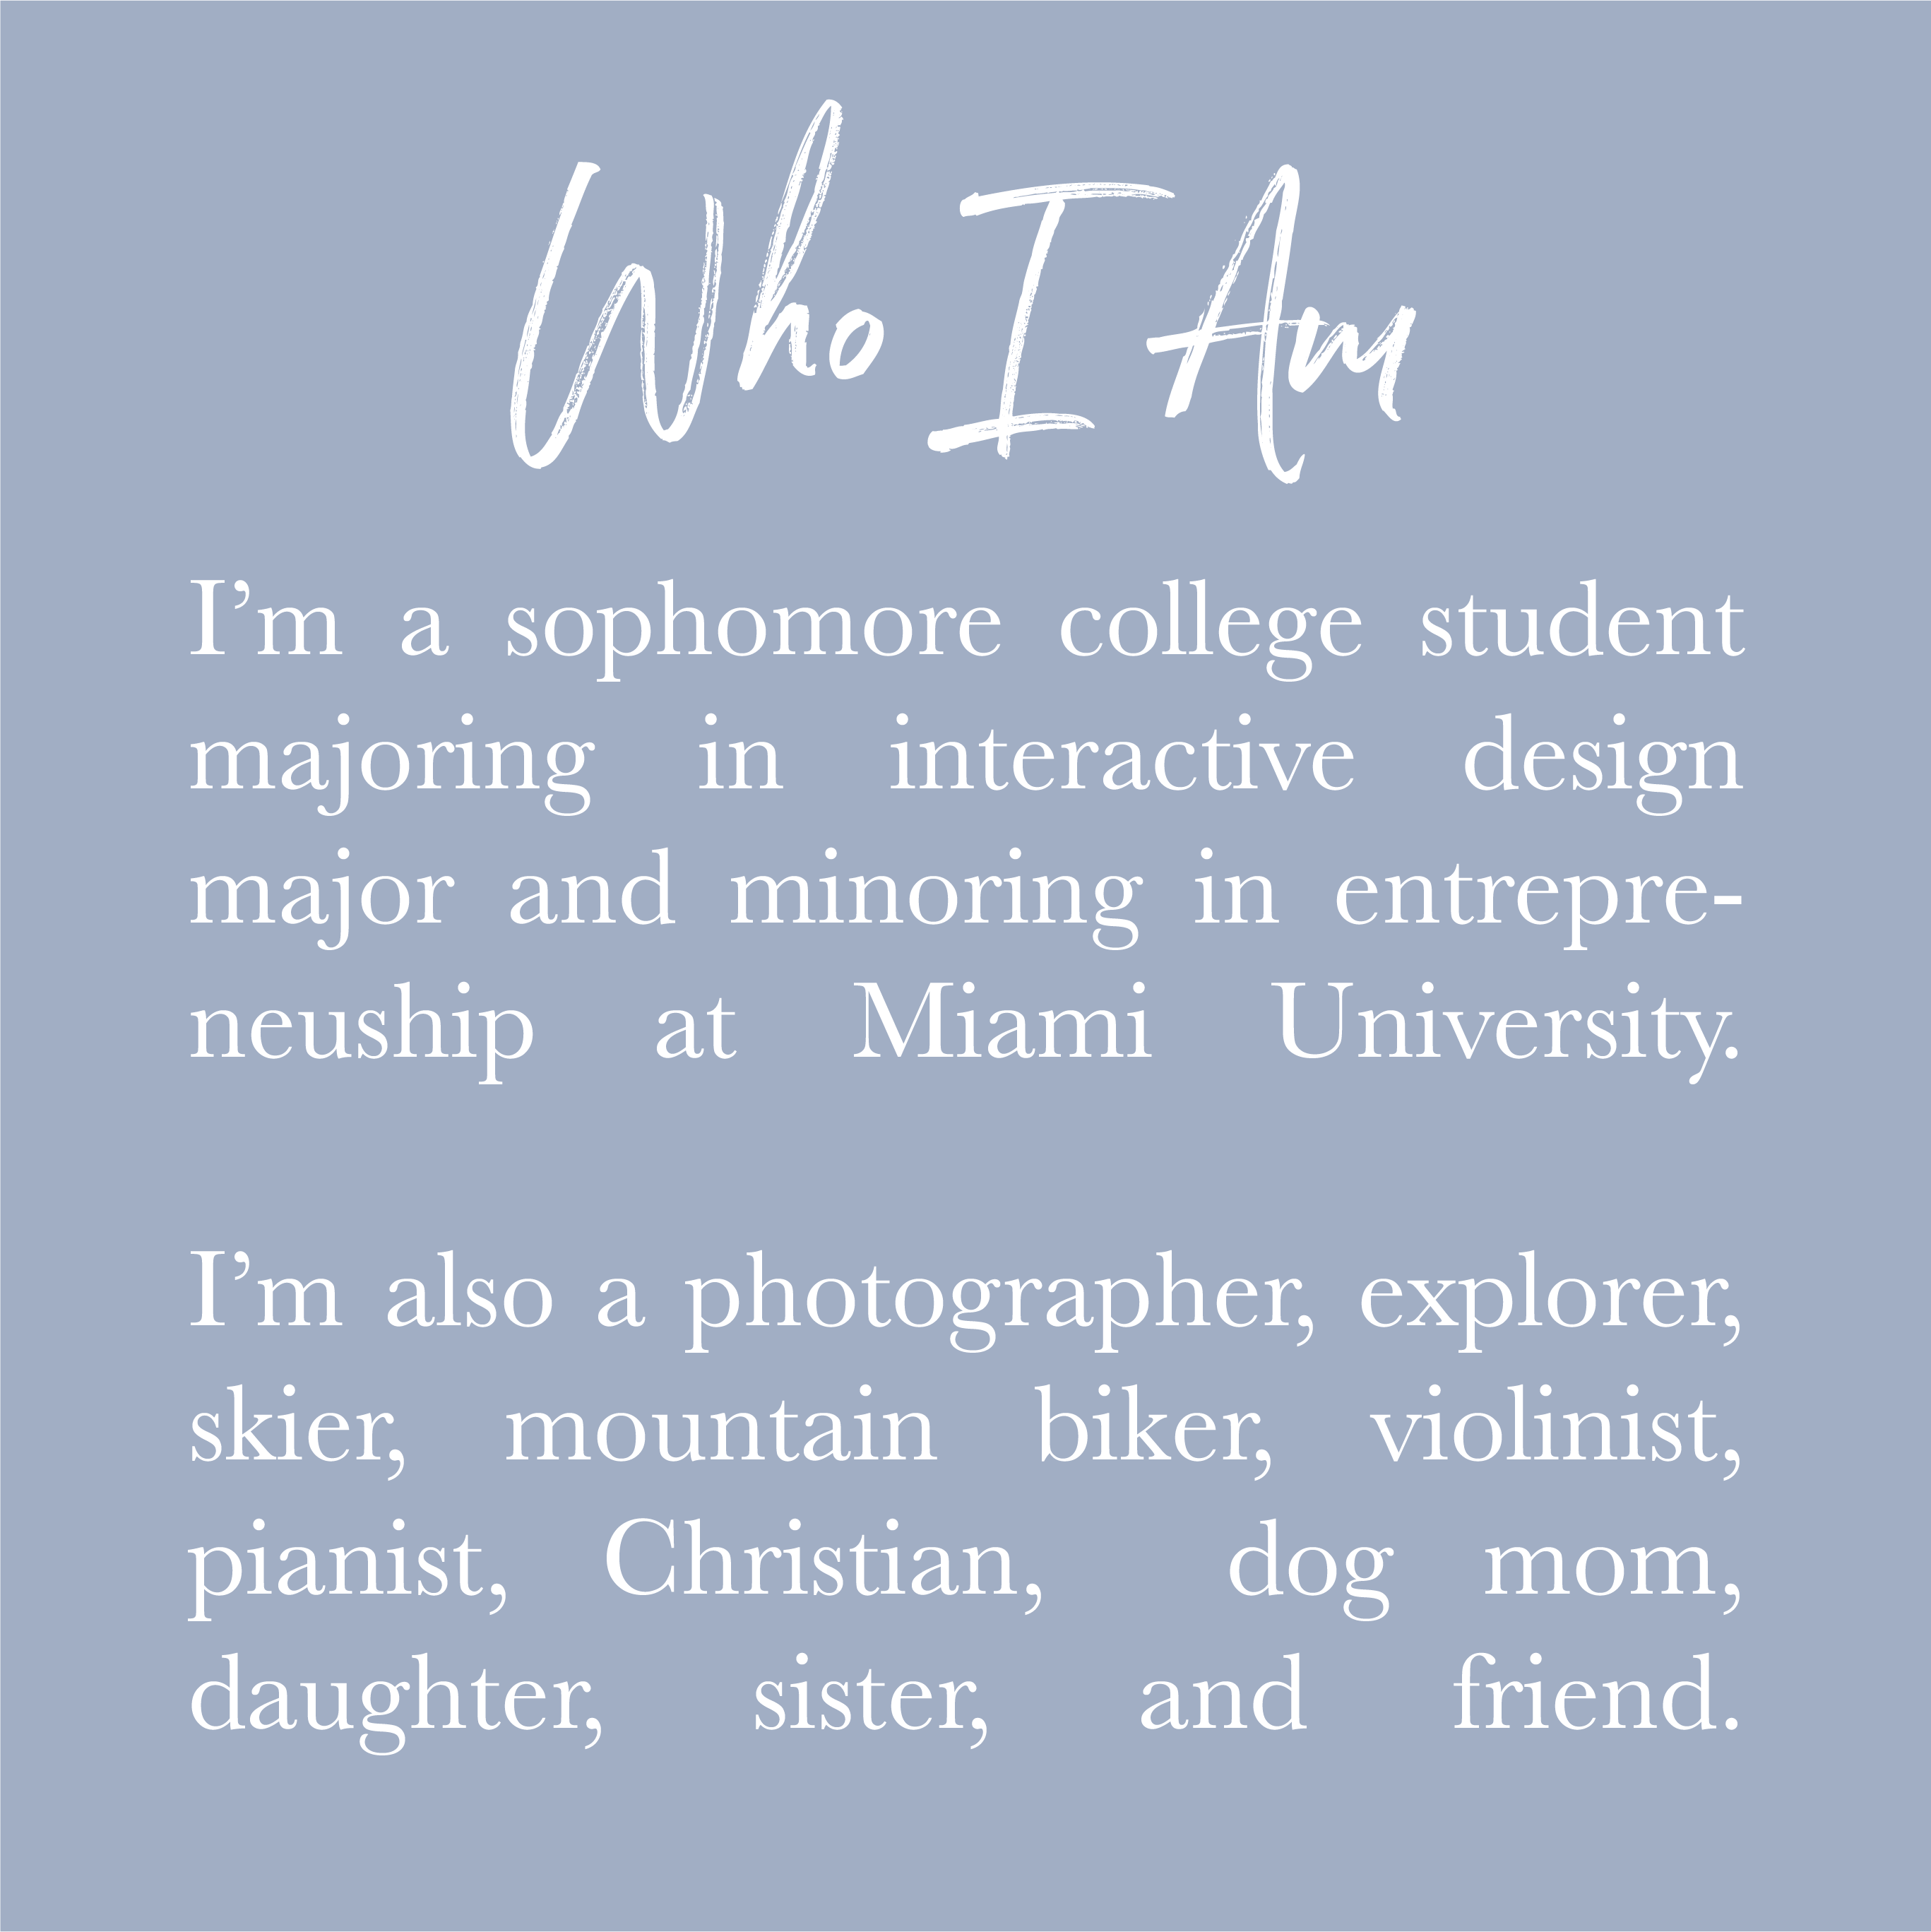 Who I Am
I’m a sophomore college student
majoring in interactive design
major and minoring in entrepre-
neuship at Miami University.
I’m also a photographer, explorer,
skier, mountain biker, violinist,
pianist, Christian, dog mom,
daughter, sister, and friend.